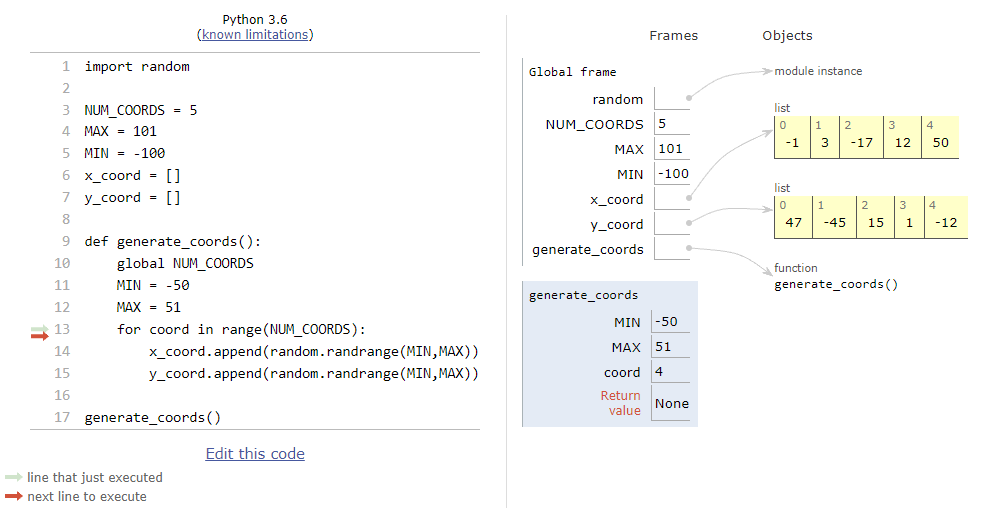 Python 3.6
(known limitations)
1 import random
2
3 NUM_COORDS = 5
4 MAX = 101
5 MIN = -100
6 x_coord = []
7 y_coord = []
8
9 def generate_coords():
10     global NUM_COORDS
11     MIN = -50
12     MAX = 51
13     for coord in range(NUM_COORDS):
14         x_coord.append(random.randrange(MIN,MAX))
15         y_coord.append(random.randrange(MIN,MAX))
16
17 generate_coords()
Edit this code
line that just executed
next line to execute
Frames Objects
Global frame
random
NUM_COORDS 5
MAX 101
MIN -100
x_coord
y_coord
generate_coords
module instance
list
0 1 2 3 4
-1 3 -17 12 50
list
0 1 2 3 4
47 -45 15 1 -12
function
generate_coords()
generate_coords
MIN -50
MAX 51
coord 4
Return
value None